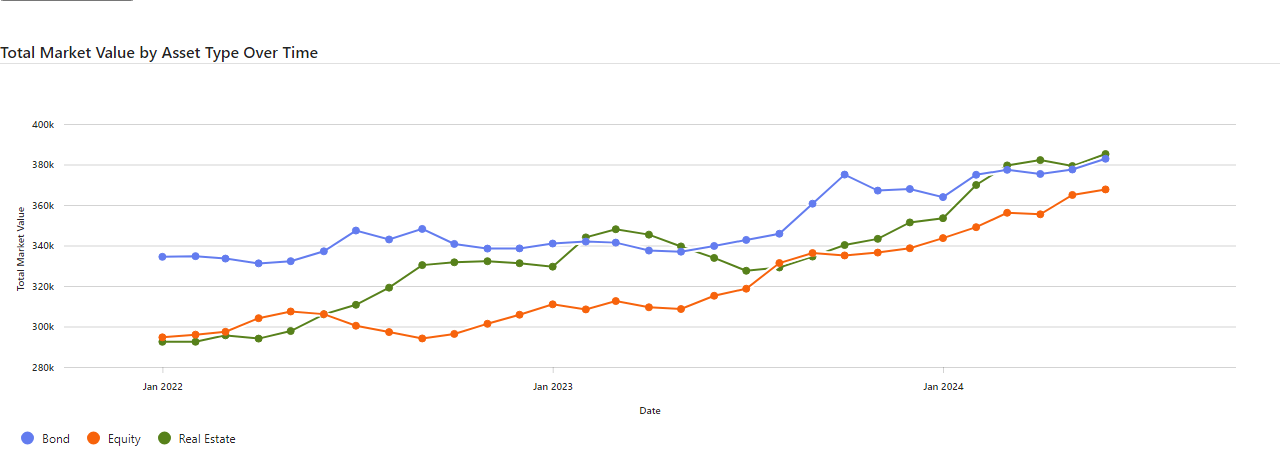 Total Market Value by Asset Type Over Time
400k
380k
360k
340k
320k
300k
280k
Total Market Value
Jan 2022 Jan 2023 Jan 2024
Date
Bond Equity Real Estate